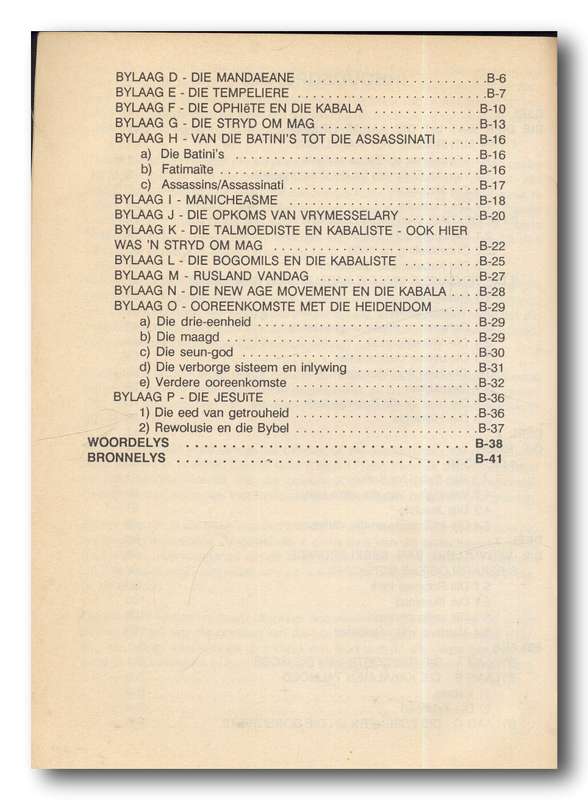 BYLAAG D - DIE MANDAEANE ........................B-6
BYLAAG E - DIE TEMPELIERE .........................B-7
BYLAAG F - DIE OPHIëTE EN DIE KABALA ...............B-10
BYLAAG G - DIE STRYD OM MAG ......................B-13
BYLAAG H - VAN DIE BATINI'S TOT DIE ASSASSINATI .....B-16
a) Die Batini's .................................B-16
b) Fatimaïte ...................................B-16
c) Assassins/Assassinati ..........................B-17
BYLAAG I - MANICHEASME ...........................B-18
BYLAAG J - DIE OPKOMS VAN VRYMESSELARY ...........B-20
BYLAAG K - DIE TALMOEDISTE EN KABALISTE - OOK HIER
WAS 'N STRYD OM MAG ............................B-22
BYLAAG L - DIE BOGOMILS EN DIE KABALISTE ...........B-25
BYLAAG M - RUSLAND VANDAG ......................B-27
BYLAAG N - DIE NEW AGE MOVEMENT EN DIE KABALA ....B-28
BYLAAG O - OOREENKOMSTE MET DIE HEIDENDOM ......B-29
a) Die drie-eenheid ..............................B-29
b) Die maagd ...................................B-29
c) Die seun-god .................................B-30
d) Die verborge sisteem en inlywing .................B-31
e) Verdere ooreenkomste ..........................B-32
BYLAAG P - DIE JESUïTE .............................B-36
1) Die eed van getrouheid .........................B-36
2) Rewolusie en die Bybel .........................B-37
WOORDELYS ................................ B-38
BRONNELYS ................................. B-41